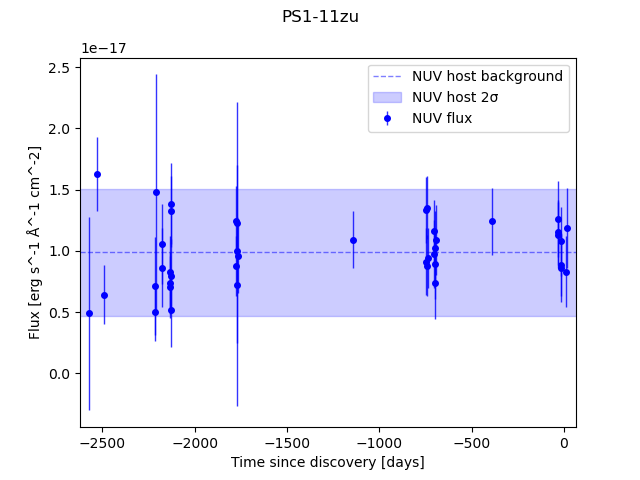 PS1-11zu
1e−17
NUV host background
NUV host 2σ
NUV flux
2.5
2.0
1.5
1.0
0.5
0.0
Flux [erg s^-1 Å^-1 cm^-2]
−2500 −2000 −1500 −1000 −500 0
Time since discovery [days]